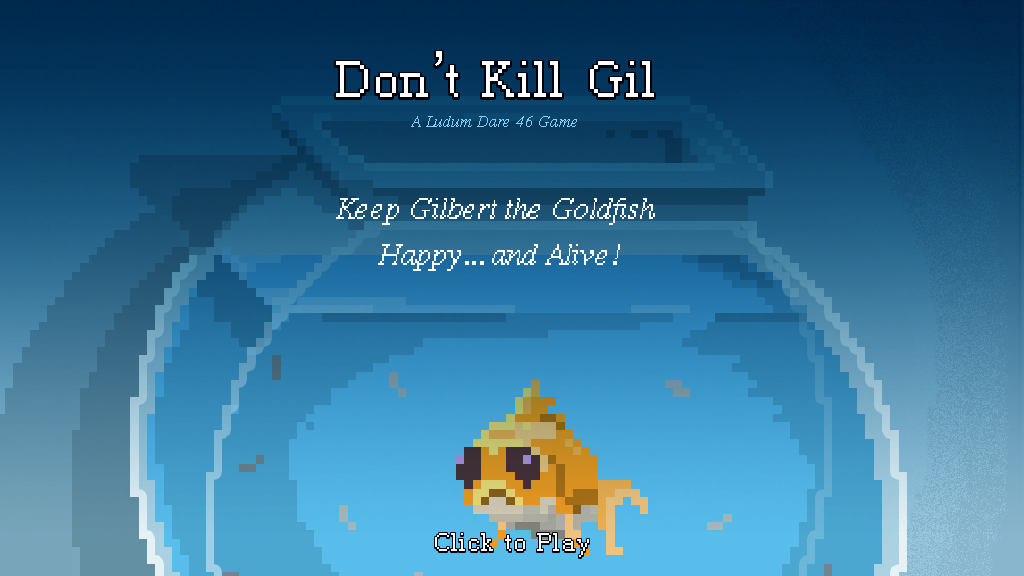 Don't Kill Gil
A Ludum Dare 46 Game
Keep Gilbert the Goldfish
Happy...and Alive!
Click to Play